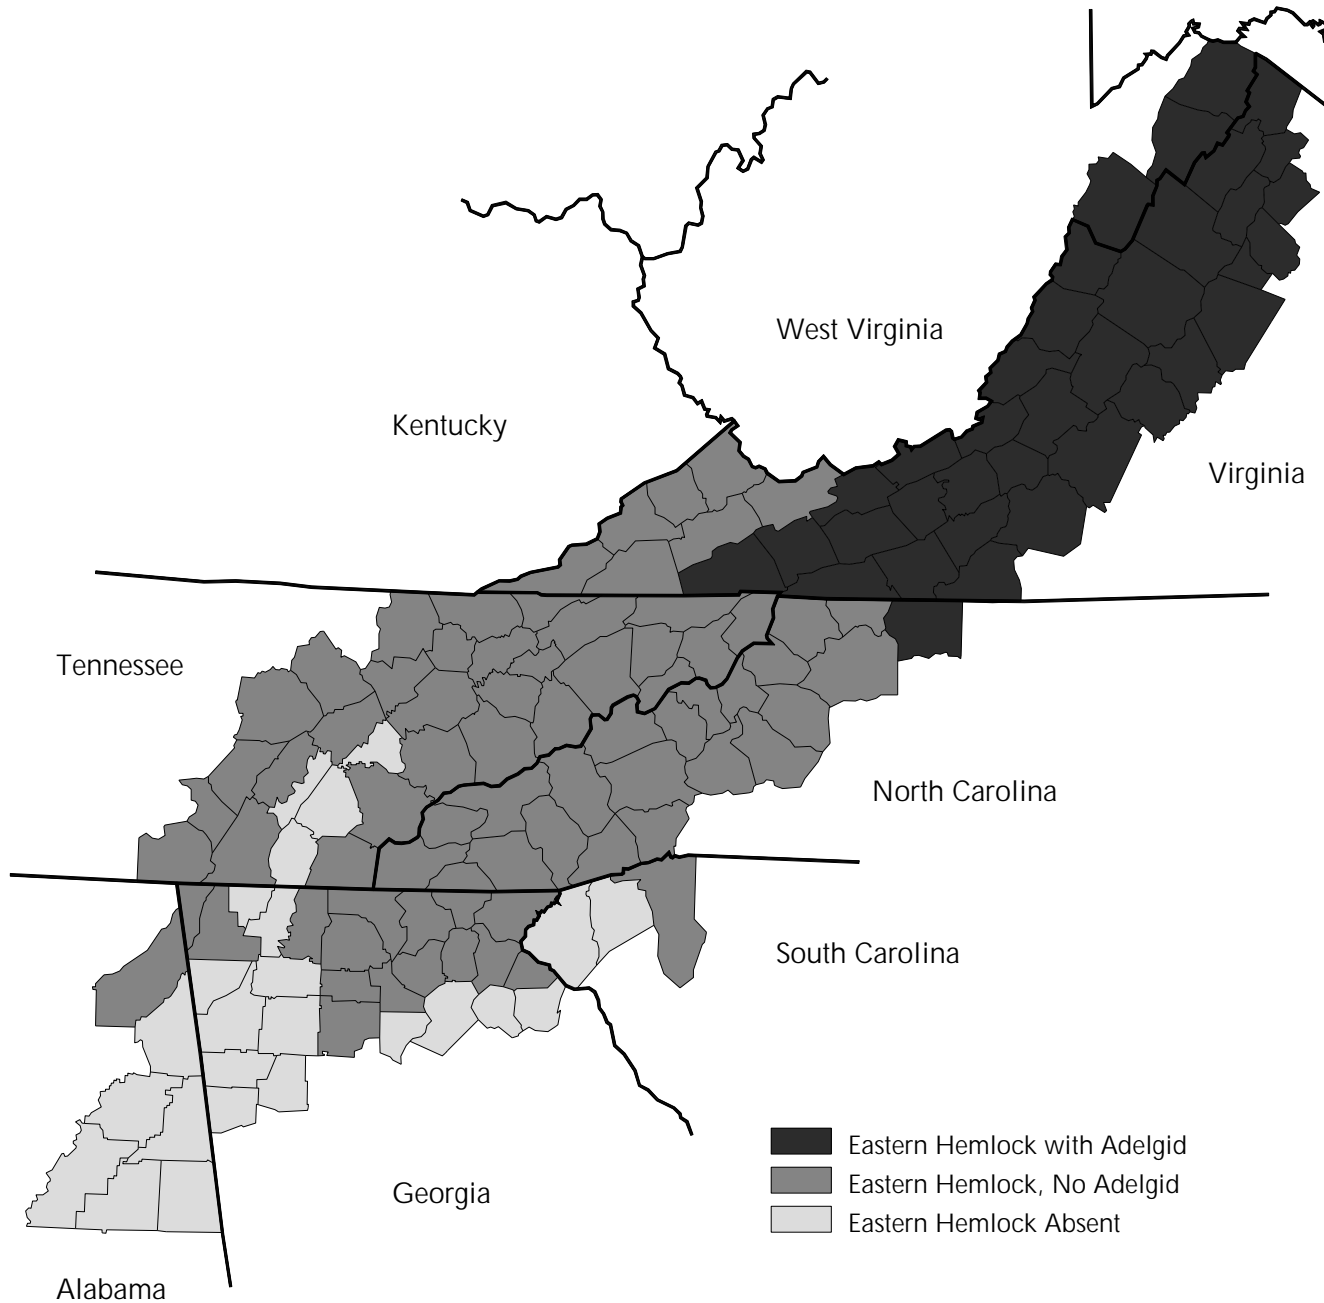 West Virginia
Kentucky
Virginia
Tennessee
North Carolina
South Carolina
Eastern Hemlock with Adelgid
Eastern Hemlock, No Adelgid
Georgia
Eastern Hemlock Absent
Alabama